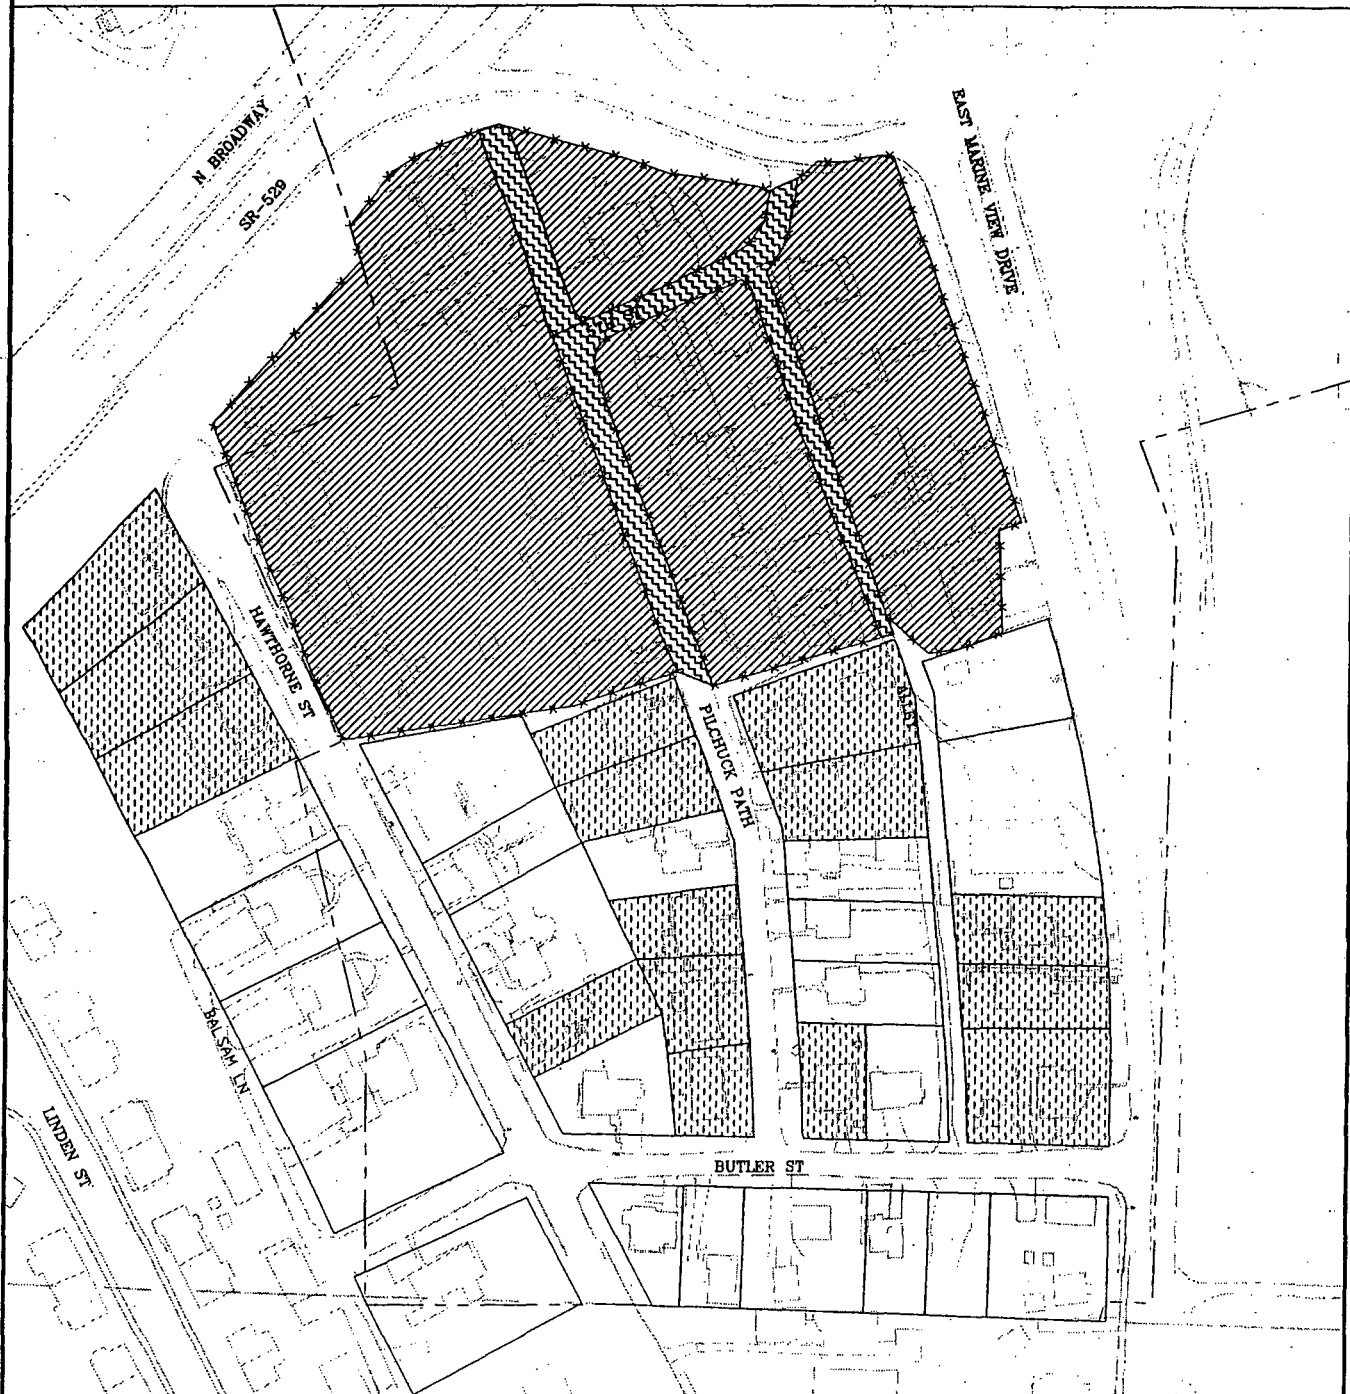 N BROADWAY
SR-529
EAST MARINE VIEW DRIVE
HAWTHORNE ST
PILCHUCK PATH
ALLEY
BALSAM LN
LINDEN ST
BUTLER ST